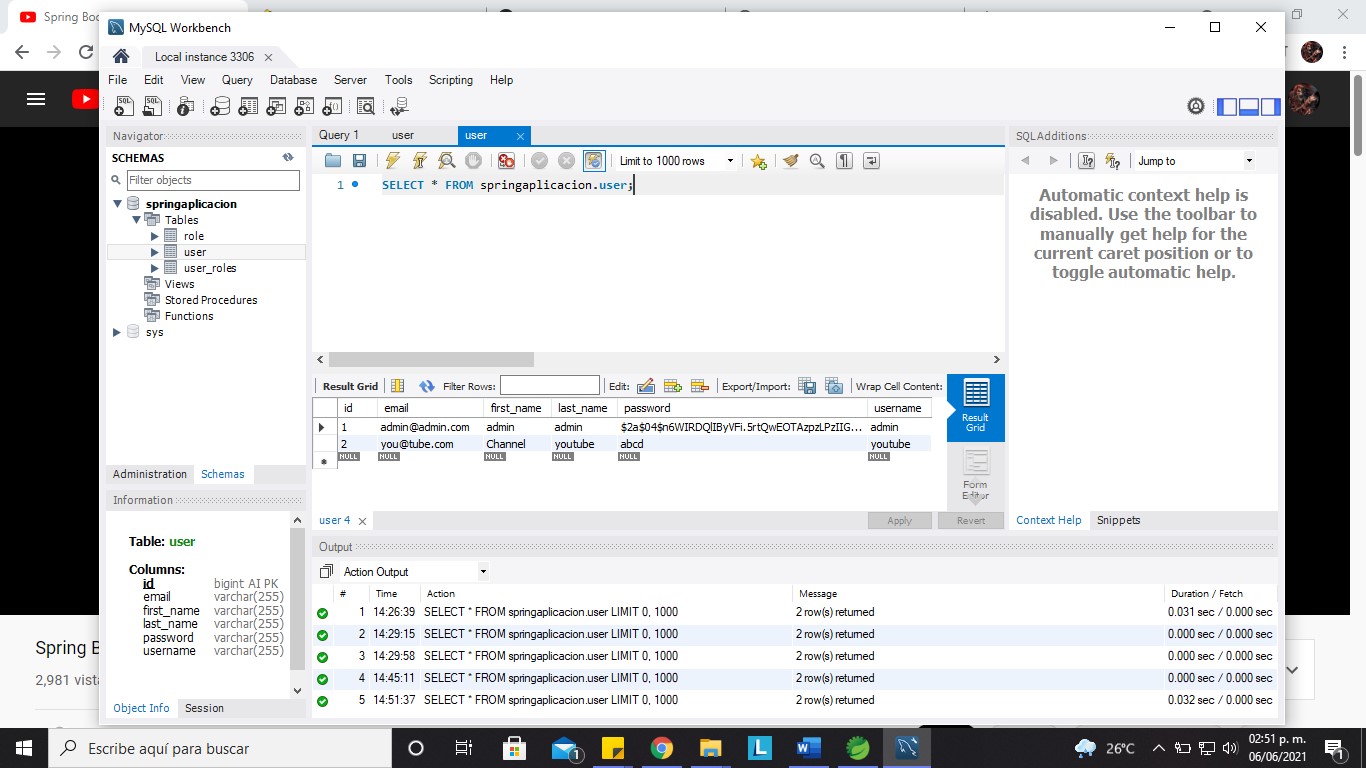 Spring Boo
MySQL Workbench
Local instance 3306
File Edit View Query Database Server Tools Scripting Help
Navigator
SCHEMAS
Filter objects
springaplicacion
Tables
role
user
user_roles
Views
Stored Procedures
Functions
sys
Administration Schemas
Information
Table: user
Columns:
id bigint AI PK
email varchar(255)
first_name varchar(255)
last_name varchar(255)
password varchar(255)
username varchar(255)
Object Info Session
Query 1 user user
Limit to 1000 rows
1 SELECT * FROM springaplicacion.user;
Result Grid Filter Rows: Edit: Export/Import: Wrap Cell Content:
id email first_name last_name password username
1 admin@admin.com admin admin $2a$04$n6WIRDQlIByVFi.5rtQwEOTAzpzLPzIIG... admin
2 you@tube.com Channel youtube abcd youtube
NULL NULL NULL NULL NULL NULL
Result
Grid
Form
Editor
user 4 Apply Revert
SQLAdditions
Jump to
Automatic context help is
disabled. Use the toolbar to
manually get help for the
current caret position or to
toggle automatic help.
Context Help Snippets
Output
Action Output
# Time Action Message Duration / Fetch
1 14:26:39 SELECT * FROM springaplicacion.user LIMIT 0, 1000 2 row(s) returned 0.031 sec / 0.000 sec
2 14:29:15 SELECT * FROM springaplicacion.user LIMIT 0, 1000 2 row(s) returned 0.000 sec / 0.000 sec
3 14:29:58 SELECT * FROM springaplicacion.user LIMIT 0, 1000 2 row(s) returned 0.000 sec / 0.000 sec
4 14:45:11 SELECT * FROM springaplicacion.user LIMIT 0, 1000 2 row(s) returned 0.000 sec / 0.000 sec
5 14:51:37 SELECT * FROM springaplicacion.user LIMIT 0, 1000 2 row(s) returned 0.032 sec / 0.000 sec
Spring B
2,981 vista
Escribe aquí para buscar
26°C
02:51 p. m.
06/06/2021